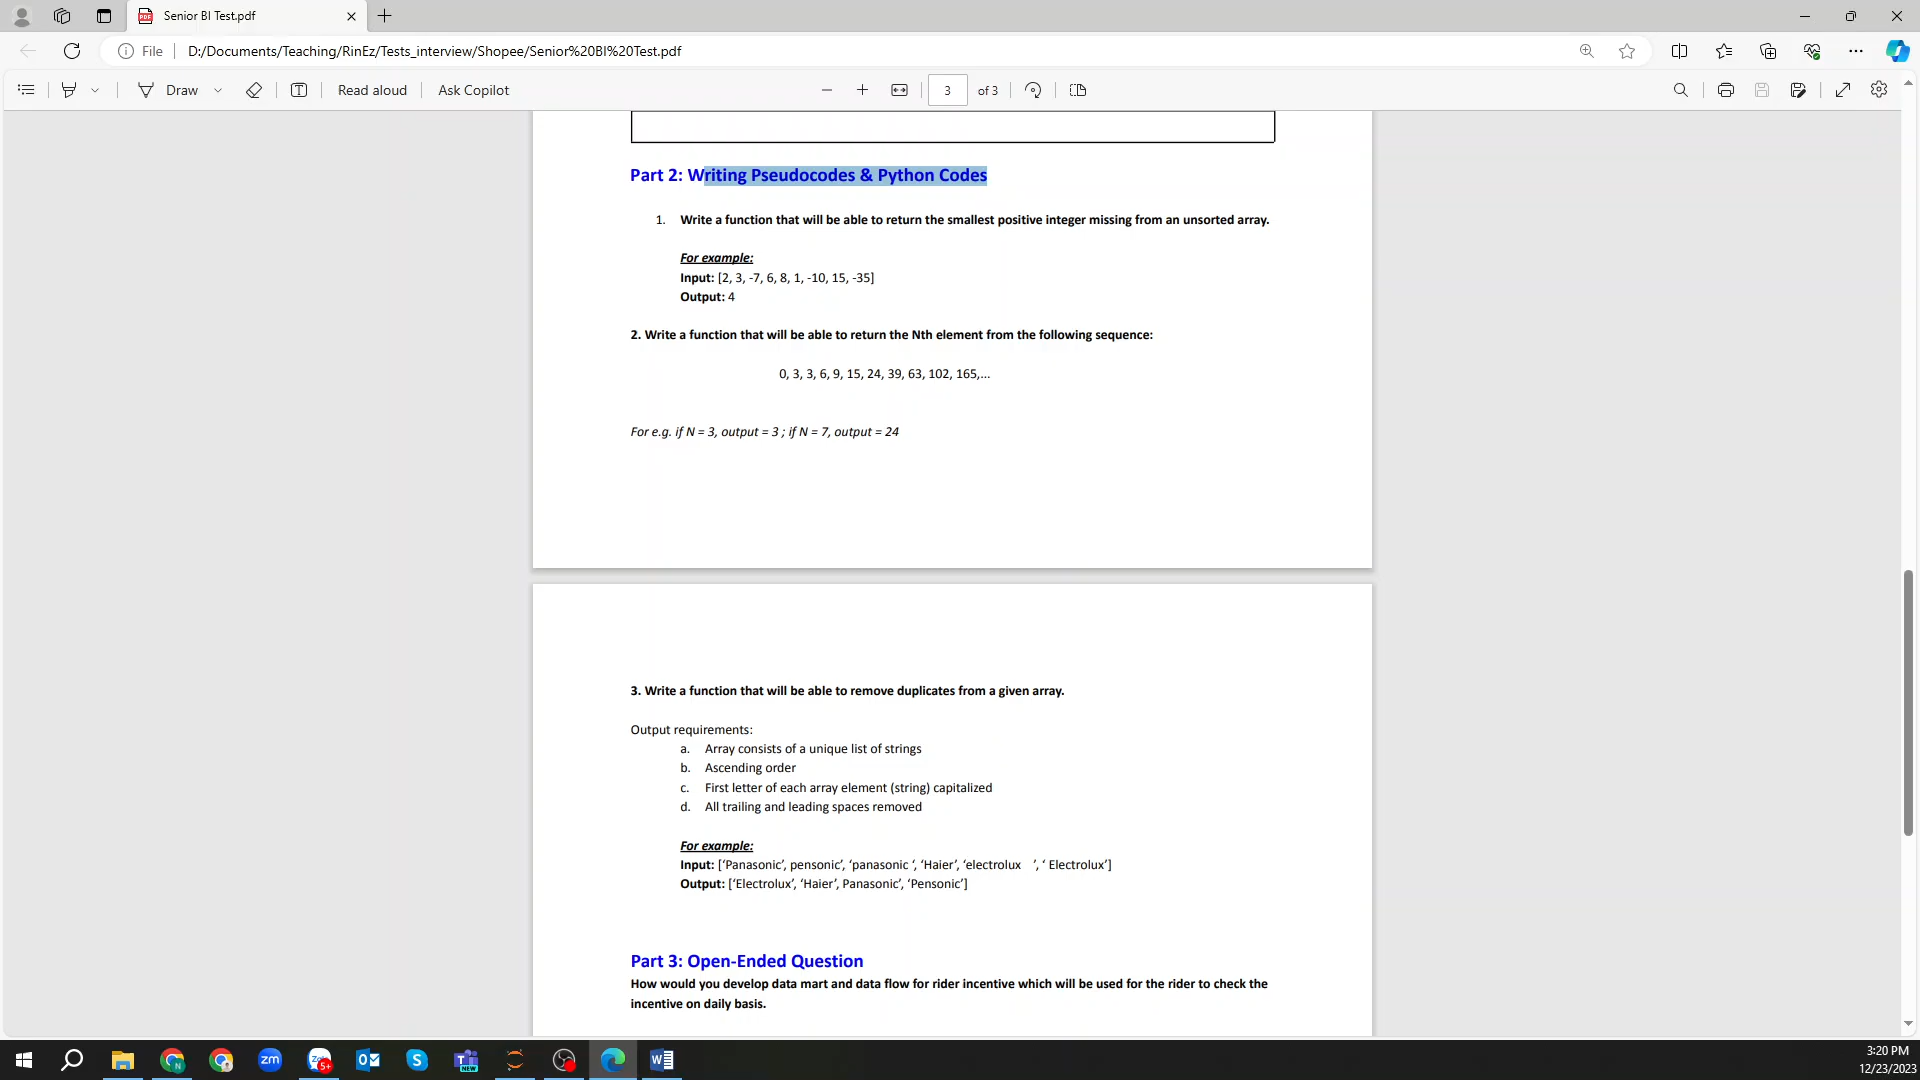 Senior BI Test.pdf
File
D:/Documents/Teaching/RinEz/Tests_interview/Shopee/Senior%20BI%20Test.pdf
Draw
Read aloud
Ask Copilot
3
of 3
Part 2: Writing Pseudocodes & Python Codes
1. Write a function that will be able to return the smallest positive integer missing from an unsorted array.
For example:
Input: [2, 3, -7, 6, 8, 1, -10, 15, -35]
Output: 4
2. Write a function that will be able to return the Nth element from the following sequence:
0, 3, 3, 6, 9, 15, 24, 39, 63, 102, 165,...
For e.g. if N = 3, output = 3 ; if N = 7, output = 24
3. Write a function that will be able to remove duplicates from a given array.
Output requirements:
a. Array consists of a unique list of strings
b. Ascending order
c. First letter of each array element (string) capitalized
d. All trailing and leading spaces removed
For example:
Input: [‘Panasonic’, pensonic’, ‘panasonic ‘, ‘Haier’, ‘electrolux   ’, ‘ Electrolux’]
Output: [‘Electrolux’, ‘Haier’, Panasonic’, ‘Pensonic’]
Part 3: Open-Ended Question
How would you develop data mart and data flow for rider incentive which will be used for the rider to check the
incentive on daily basis.
3:20 PM
12/23/2023